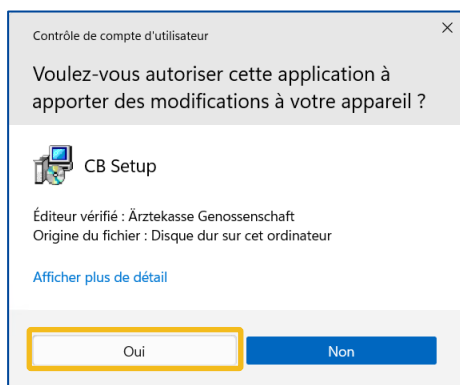 Contrôle de compte d'utilisateur
Voulez-vous autoriser cette application à
apporter des modifications à votre appareil ?
CB Setup
Éditeur vérifié : Ärztekasse Genossenschaft
Origine du fichier : Disque dur sur cet ordinateur
Afficher plus de détail
Oui Non